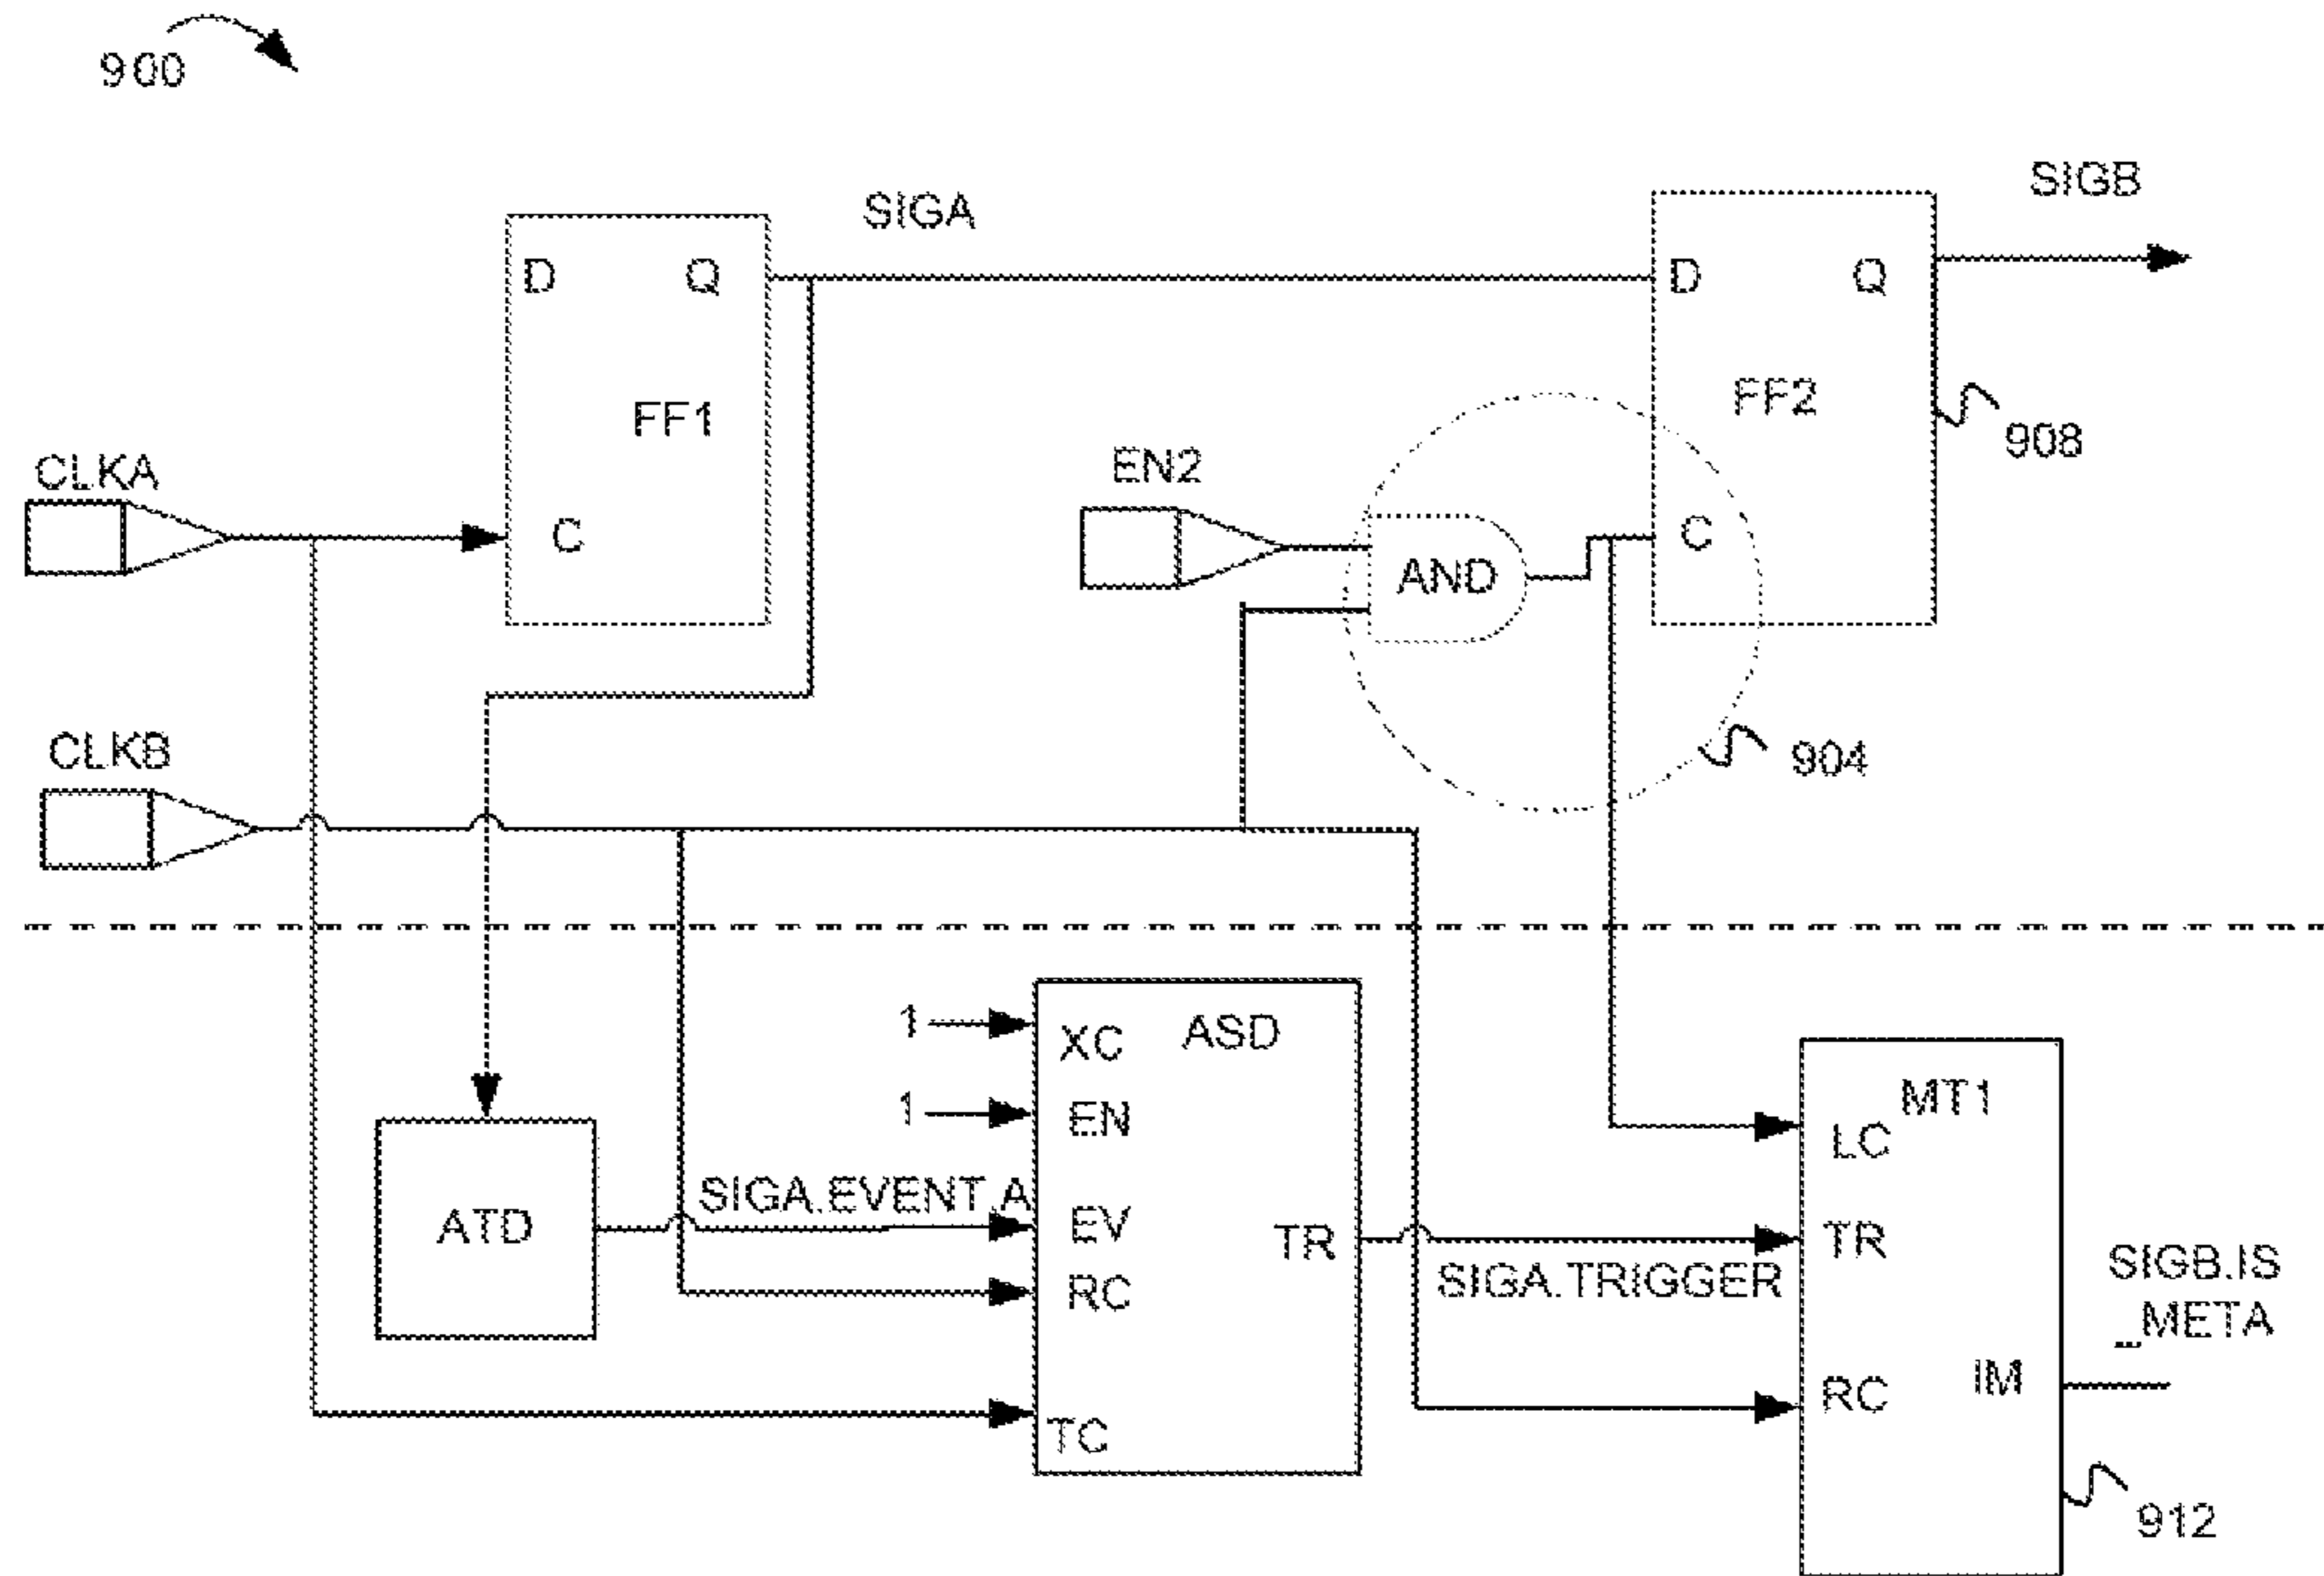 900
SIGA
SIGB
D
Q
D
Q
FF1
FF2
908
CLKA
EN2
C
AND
C
CLKB
904
1
XC
ASD
1
EN
MT1
LC
SIGA.EVENT.A
ATD
EV
TR
TR
SIGA.TRIGGER
RC
SIGB.IS
_META
RC
IM
TC
912